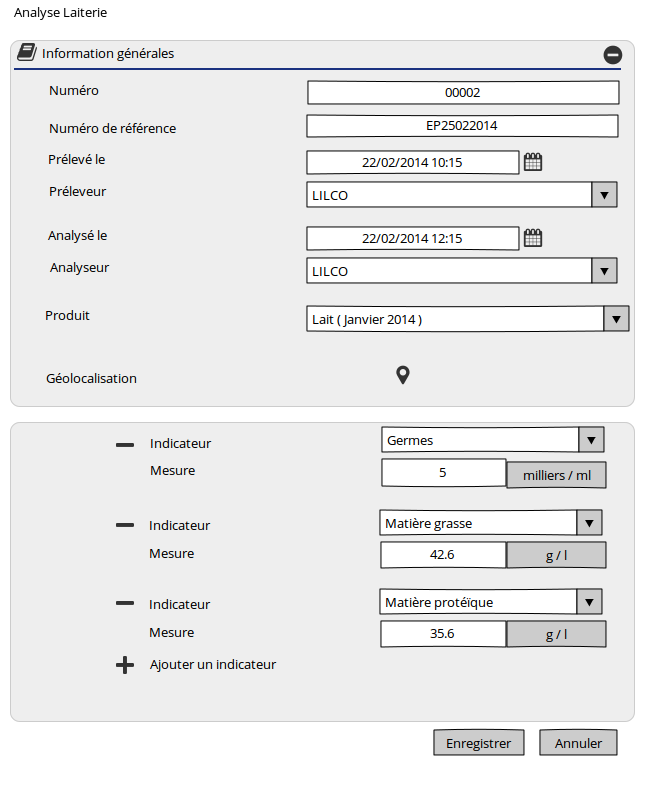 Analyse Laiterie
Information générales
Numéro 00002
Numéro de référence EP25022014
Prélevé le 22/02/2014 10:15
Préleveur LILCO
Analysé le 22/02/2014 12:15
Analyseur LILCO
Produit Lait ( Janvier 2014 )
Géolocalisation
Indicateur Germes
Mesure 5 milliers / ml
Indicateur Matière grasse
Mesure 42.6 g / l
Indicateur Matière protéïque
Mesure 35.6 g / l
Ajouter un indicateur
Enregistrer Annuler